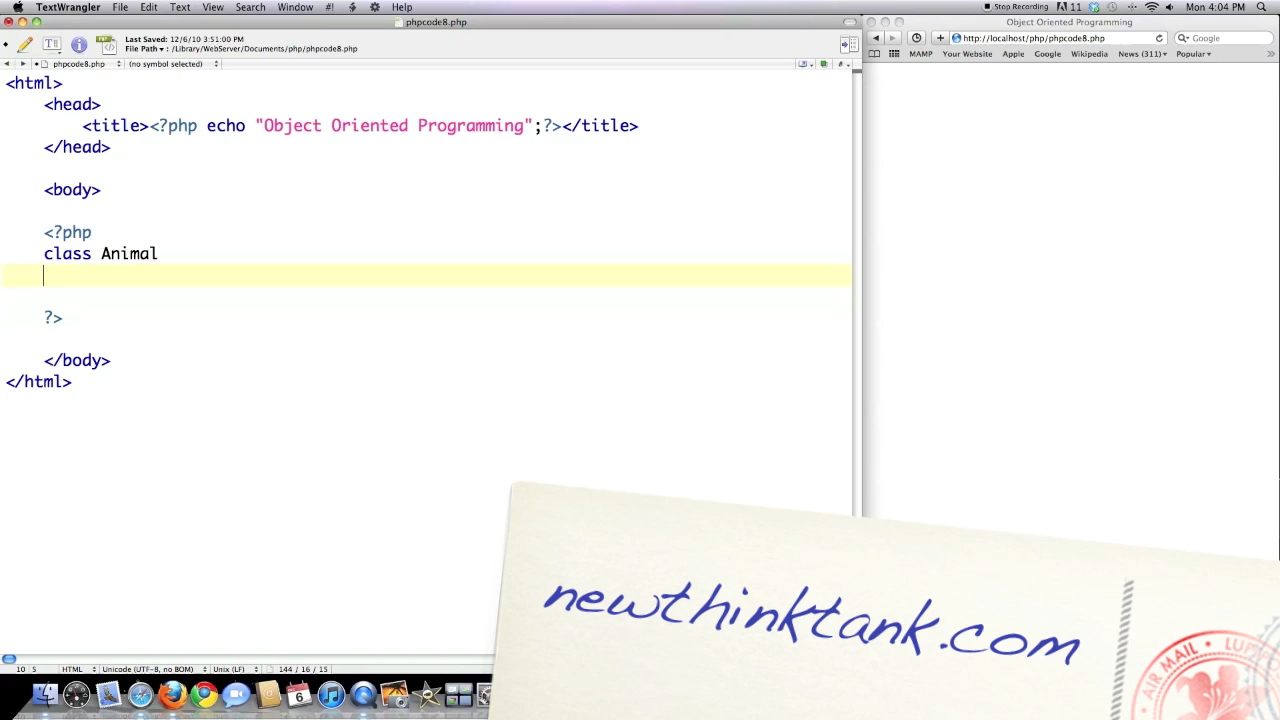 TextWrangler File Edit Text View Search Window #! Help
Stop Recording 11 Mon 4:04 PM
phpcode8.php
Object Oriented Programming
Last Saved: 12/6/10 3:51:00 PM
File Path ▾: /Library/WebServer/Documents/php/phpcode8.php
http://localhost/php/phpcode8.php
Google
MAMP Your Website Apple Google Wikipedia News (311) Popular
phpcode8.php (no symbol selected)
<html>
<head>
<title><?php echo "Object Oriented Programming";?></title>
</head>
<body>
<?php
class Animal
?>
</body>
</html>
newthinktank.com
AIR MAIL
10 5 HTML Unicode (UTF-8, no BOM) Unix (LF) 144 / 16 / 15
6